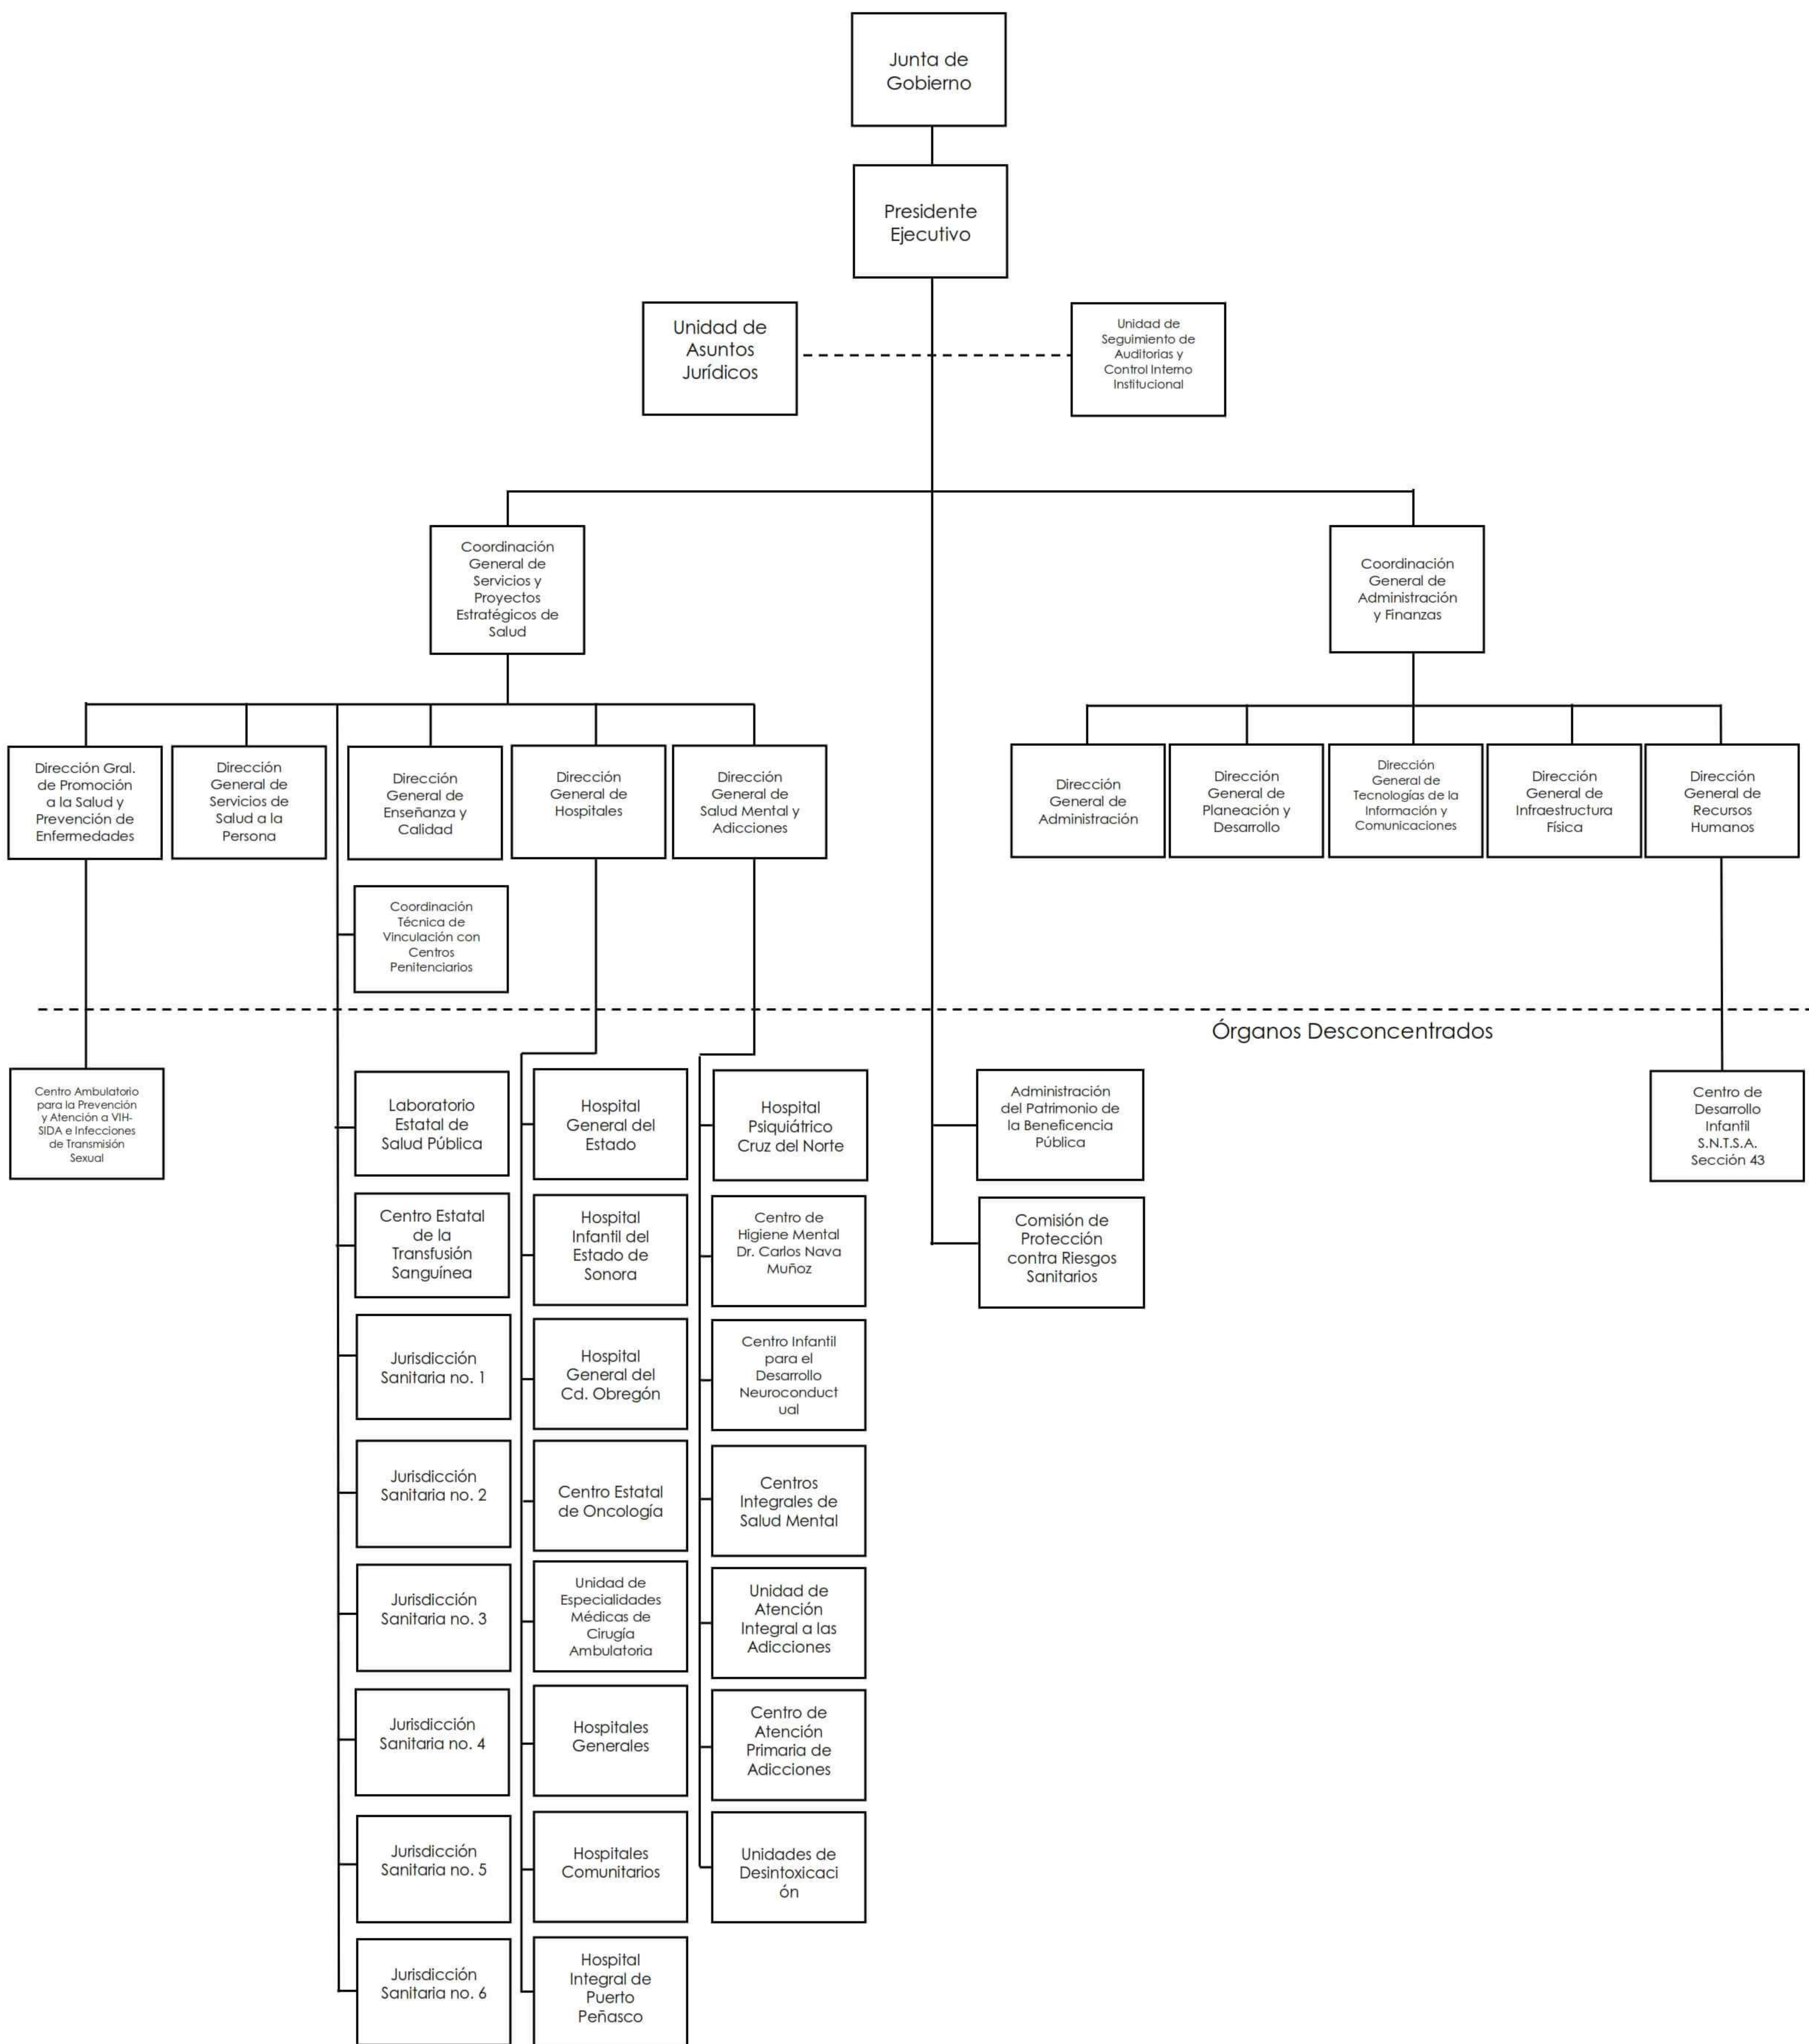 Junta de
Gobierno
Presidente
Ejecutivo
Unidad de
Asuntos
Jurídicos
Unidad de
Seguimiento de
Auditorias y
Control Interno
Institucional
Coordinación
General de
Servicios y
Proyectos
Estratégicos de
Salud
Coordinación
General de
Administración
y Finanzas
Dirección Gral.
de Promoción
a la Salud y
Prevención de
Enfermedades
Dirección
General de
Servicios de
Salud a la
Persona
Dirección
General de
Enseñanza y
Calidad
Dirección
General de
Hospitales
Dirección
General de
Salud Mental y
Adicciones
Dirección
General de
Administración
Dirección
General de
Planeación y
Desarrollo
Dirección
General de
Tecnologías de la
Información y
Comunicaciones
Dirección
General de
Infraestructura
Física
Dirección
General de
Recursos
Humanos
Coordinación
Técnica de
Vinculación con
Centros
Penitenciarios
Órganos Desconcentrados
Centro Ambulatorio
para la Prevención
y Atención a VIH-
SIDA e Infecciones
de Transmisión
Sexual
Laboratorio
Estatal de
Salud Pública
Hospital
General del
Estado
Hospital
Psiquiátrico
Cruz del Norte
Administración
del Patrimonio de
la Beneficencia
Pública
Centro de
Desarrollo
Infantil
S.N.T.S.A.
Sección 43
Centro Estatal
de la
Transfusión
Sanguínea
Hospital
Infantil del
Estado de
Sonora
Centro de
Higiene Mental
Dr. Carlos Nava
Muñoz
Comisión de
Protección
contra Riesgos
Sanitarios
Jurisdicción
Sanitaria no. 1
Hospital
General del
Cd. Obregón
Centro Infantil
para el
Desarrollo
Neuroconduct
ual
Jurisdicción
Sanitaria no. 2
Centro Estatal
de Oncología
Centros
Integrales de
Salud Mental
Jurisdicción
Sanitaria no. 3
Unidad de
Especialidades
Médicas de
Cirugía
Ambulatoria
Unidad de
Atención
Integral a las
Adicciones
Jurisdicción
Sanitaria no. 4
Hospitales
Generales
Centro de
Atención
Primaria de
Adicciones
Jurisdicción
Sanitaria no. 5
Hospitales
Comunitarios
Unidades de
Desintoxicaci
ón
Jurisdicción
Sanitaria no. 6
Hospital
Integral de
Puerto
Peñasco